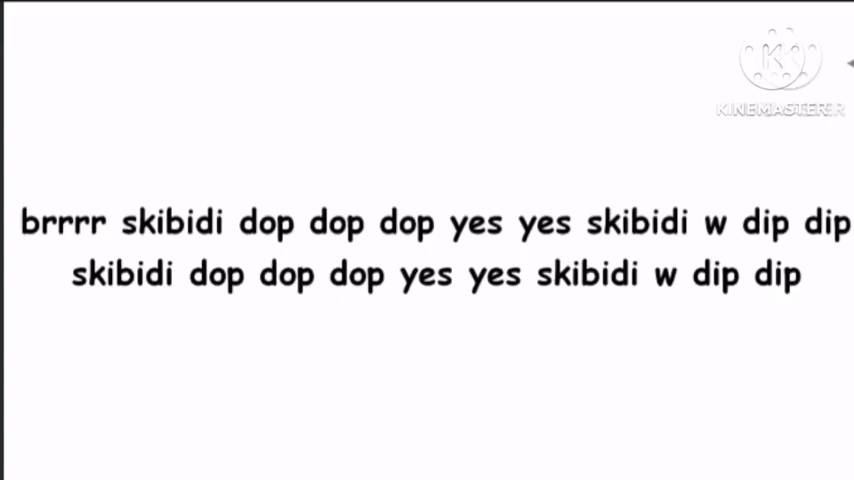 KINEMASTER
brrrr skibidi dop dop dop yes yes skibidi w dip dip
skibidi dop dop dop yes yes skibidi w dip dip